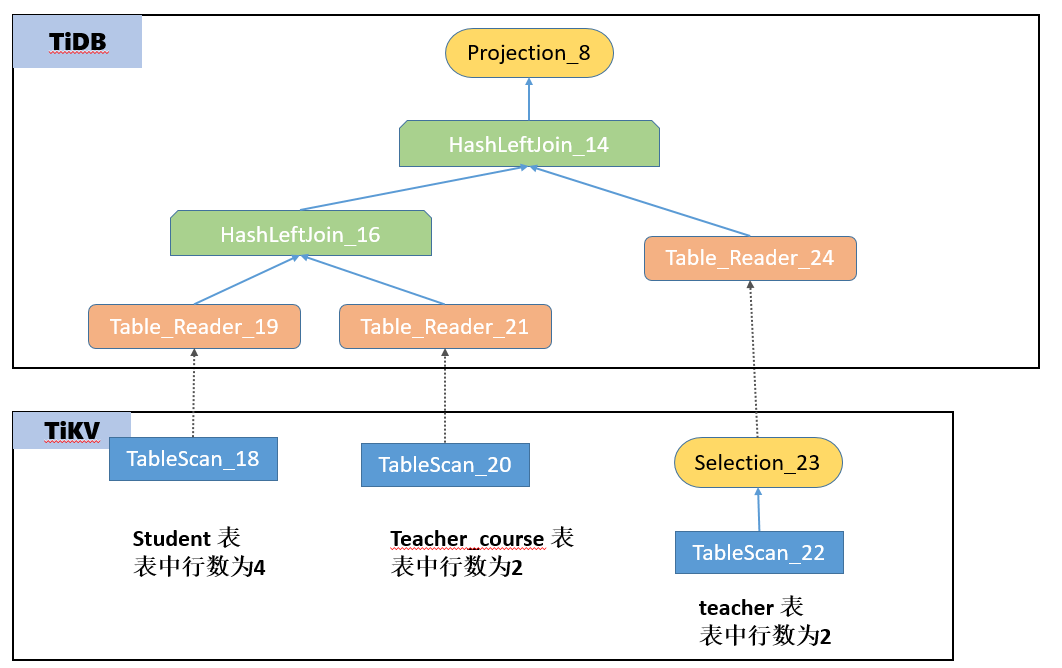 TiDB
Projection_8
HashLeftJoin_14
HashLeftJoin_16
Table_Reader_24
Table_Reader_19
Table_Reader_21
TiKV
TableScan_18
TableScan_20
Selection_23
Student 表
表中行数为4
Teacher_course 表
表中行数为2
TableScan_22
teacher 表
表中行数为2